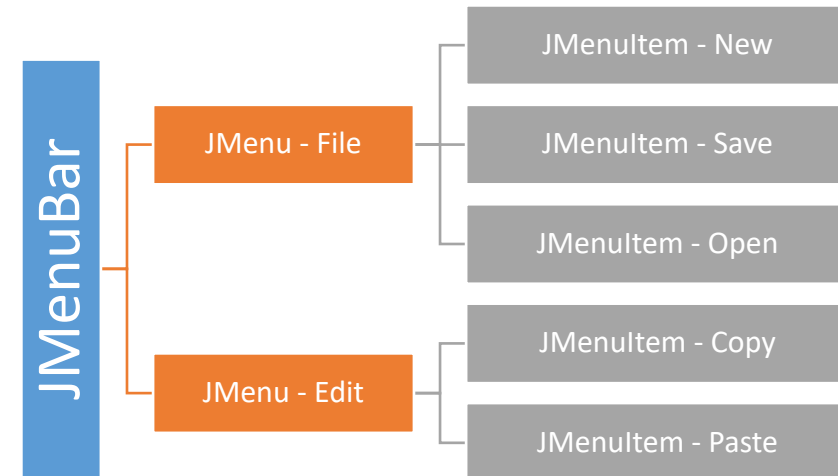 JMenuBar
JMenu - File
JMenuItem - New
JMenuItem - Save
JMenuItem - Open
JMenu - Edit
JMenuItem - Copy
JMenuItem - Paste